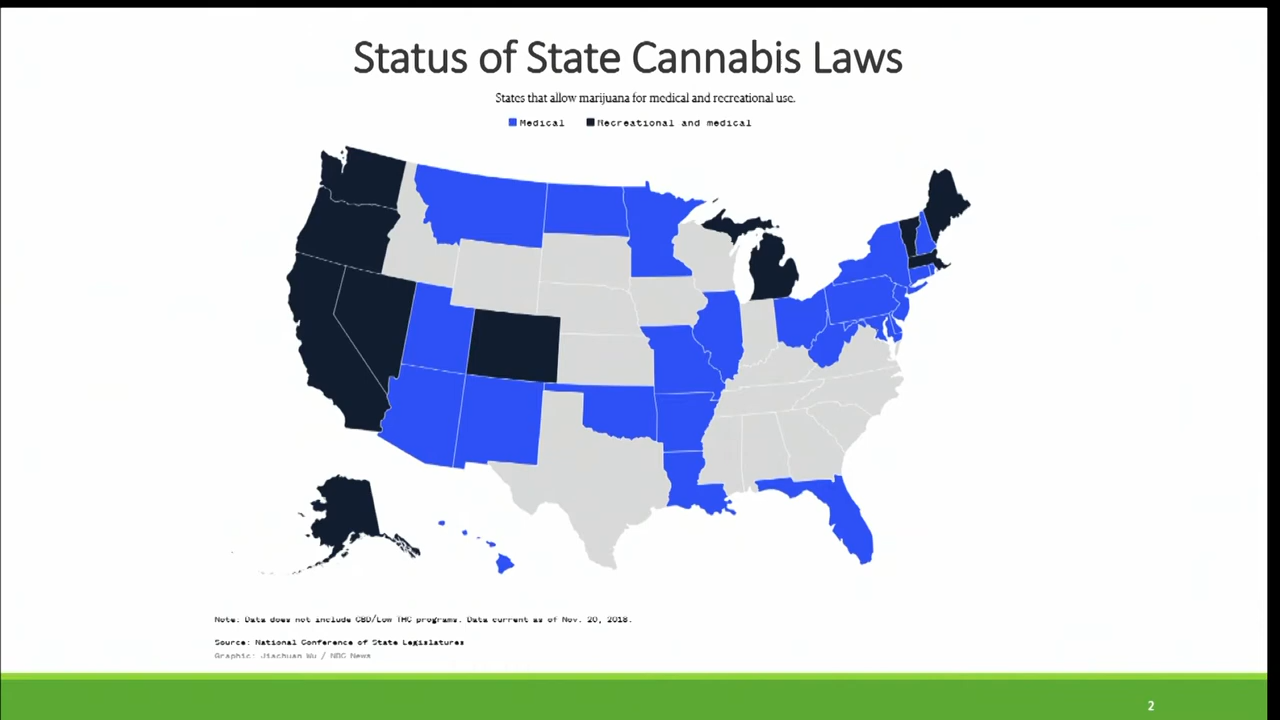 Status of State Cannabis Laws
States that allow marijuana for medical and recreational use.
Medical Recreational and medical
Note: Data does not include CBD/Low THC programs. Data current as of Nov. 20, 2018.
Source: National Conference of State Legislatures
Graphic: Jiachuan Wu / NBC News
2